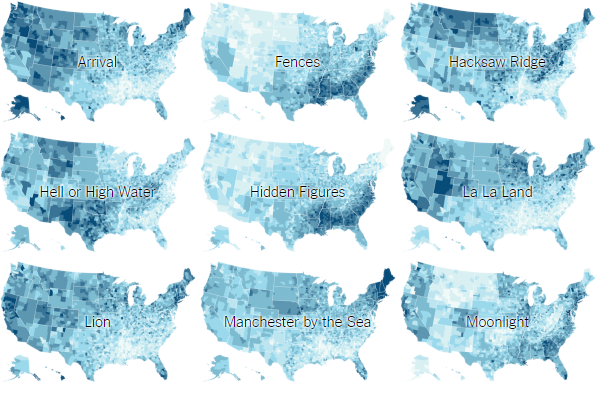 Arrival
Fences
Hacksaw Ridge
Hell or High Water
Hidden Figures
La La Land
Lion
Manchester by the Sea
Moonlight